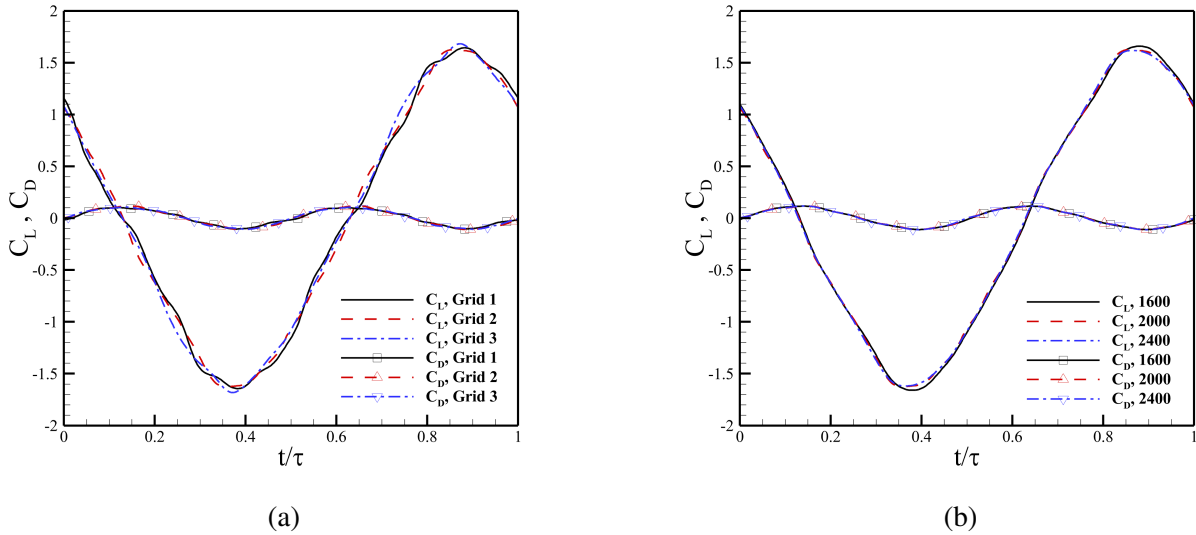 2
1.5
1
0.5
0
-0.5
-1
-1.5
-2
C_L , C_D
0 0.2 0.4 0.6 0.8 1
t/τ
C_L, Grid 1
C_L, Grid 2
C_L, Grid 3
C_D, Grid 1
C_D, Grid 2
C_D, Grid 3
(a)
2
1.5
1
0.5
0
-0.5
-1
-1.5
-2
C_L , C_D
0 0.2 0.4 0.6 0.8 1
t/τ
C_L, 1600
C_L, 2000
C_L, 2400
C_D, 1600
C_D, 2000
C_D, 2400
(b)